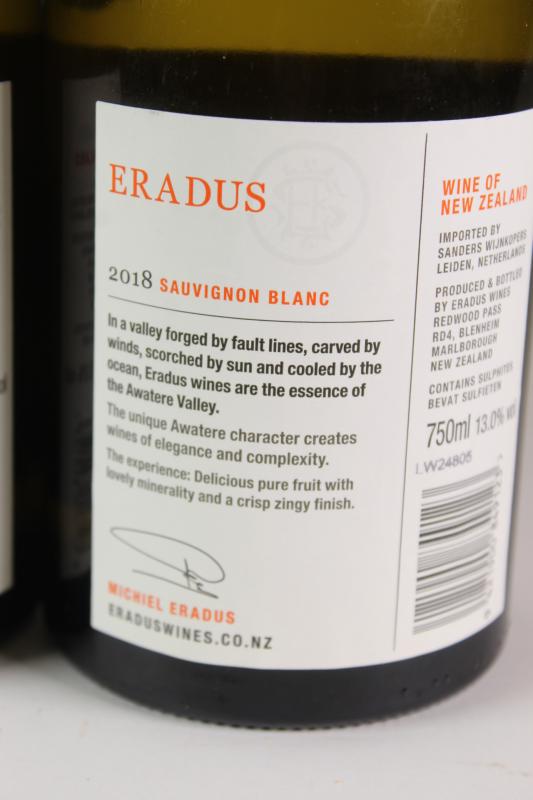 ERADUS
2018 SAUVIGNON BLANC
In a valley forged by fault lines, carved by
winds, scorched by sun and cooled by the
ocean, Eradus wines are the essence of
the Awatere Valley.
The unique Awatere character creates
wines of elegance and complexity.
The experience: Delicious pure fruit with
lovely minerality and a crisp zingy finish.
MICHIEL ERADUS
ERADUSWINES.CO.NZ
WINE OF
NEW ZEALAND
IMPORTED BY
SANDERS WIJNKOPERS
LEIDEN, NETHERLANDS
PRODUCED & BOTTLED
BY ERADUS WINES
REDWOOD PASS
RD4, BLENHEIM
MARLBOROUGH
NEW ZEALAND
CONTAINS SULPHITES
BEVAT SULFIETEN
750ml 13.0% vol
LW24805